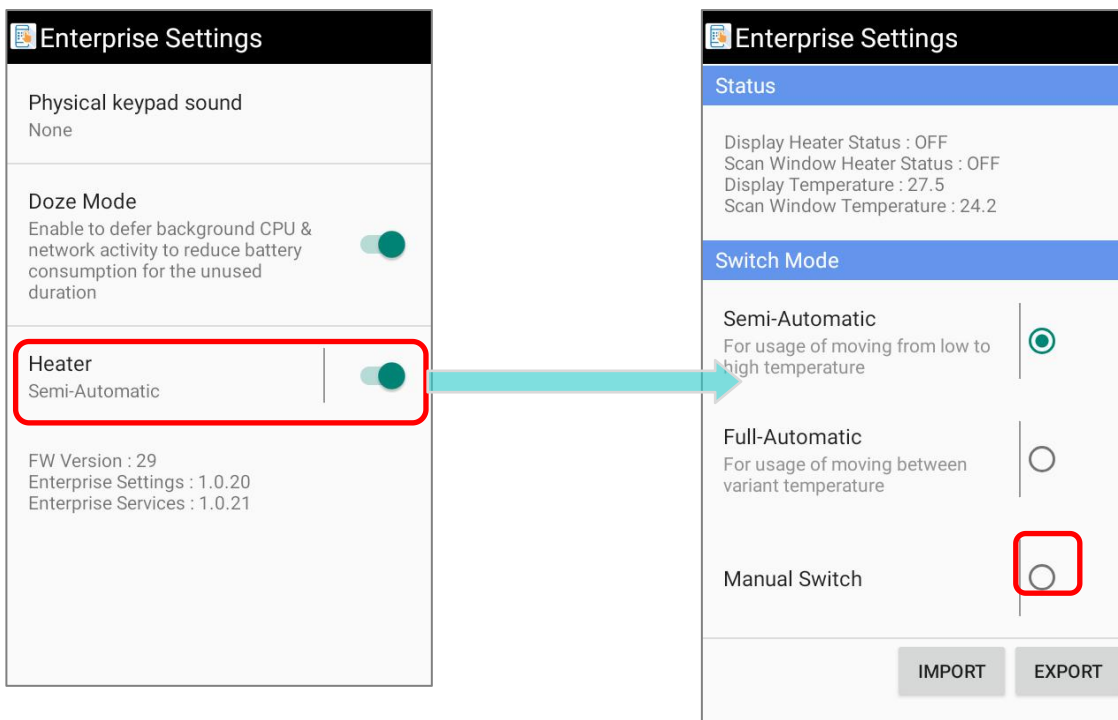 Enterprise Settings
Physical keypad sound
None
Doze Mode
Enable to defer background CPU &
network activity to reduce battery
consumption for the unused
duration
Heater
Semi-Automatic
FW Version : 29
Enterprise Settings : 1.0.20
Enterprise Services : 1.0.21
Enterprise Settings
Status
Display Heater Status : OFF
Scan Window Heater Status : OFF
Display Temperature : 27.5
Scan Window Temperature : 24.2
Switch Mode
Semi-Automatic
For usage of moving from low to
high temperature
Full-Automatic
For usage of moving between
variant temperature
Manual Switch
IMPORT
EXPORT